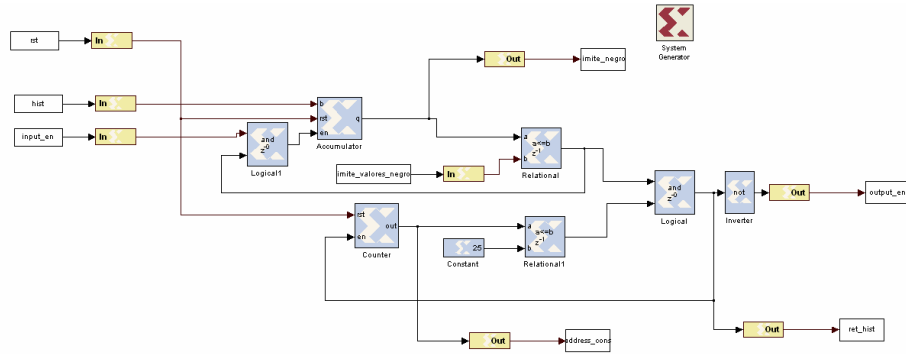 rst
In
Out
imite_negro
System
Generator
hist
In
b
rst
en
q
Accumulator
input_en
In
and
z-0
Logical1
imite_valores_negro
In
a
b
a<=b
z-1
Relational
and
z-0
Logical
not
Inverter
Out
output_en
rst
en
out
Counter
25
Constant
a
b
a<=b
z-1
Relational1
Out
address_cons
Out
ret_hist